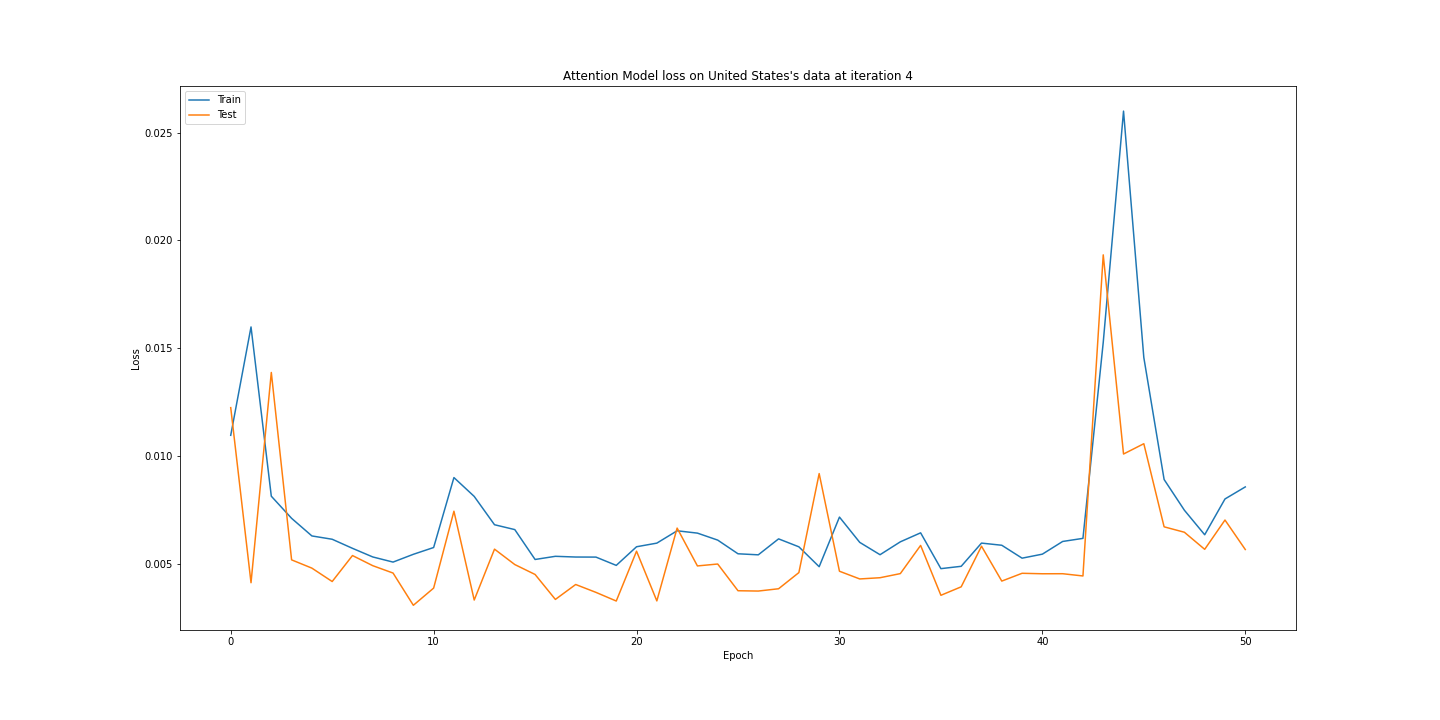 Attention Model loss on United States's data at iteration 4
Train
Test
0.025
0.020
0.015
0.010
0.005
Loss
0 10 20 30 40 50
Epoch